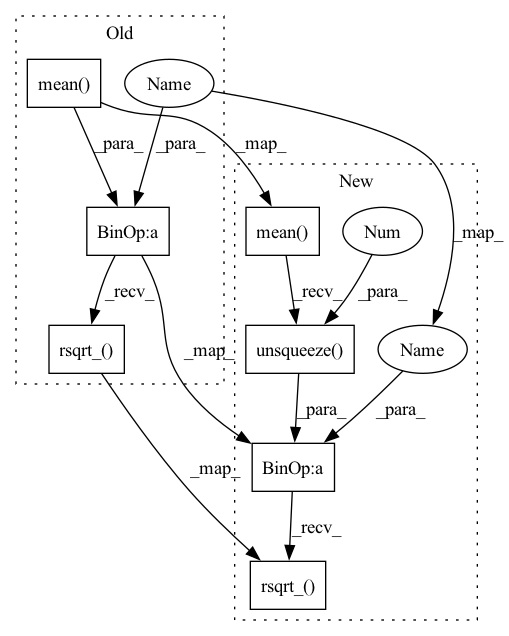 Old
mean()
Name
_para_
_para_
_map_
New
BinOp:a
mean()
Num
_map_
_recv_
_recv_
_para_
rsqrt_()
_map_
unsqueeze()
Name
_para_
_para_
BinOp:a
_map_
_recv_
rsqrt_()